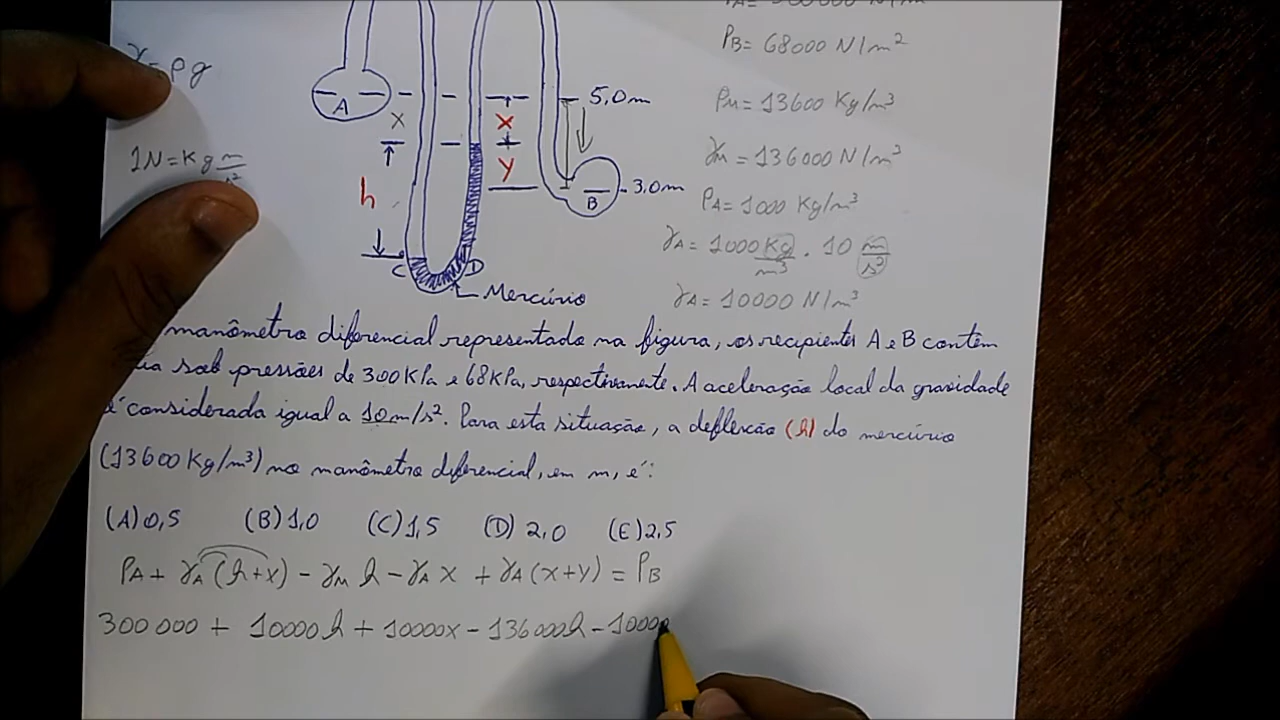 PB = 68000 N/m²
γ = ρg
A
x
x
5,0m
ρM = 13600 Kg/m³
1N = Kg m/s²
h
y
B
3,0m
γM = 136000 N/m³
ρA = 1000 Kg/m³
γA = 1000 Kg/m³ . 10 m/s²
C
D
Mercúrio
γA = 10000 N/m³
manômetro diferencial representado na figura, os recipientes A e B contêm
sob pressões de 300 KPa e 68 KPa, respectivamente. A aceleração local da gravidade
é considerada igual a 10m/s². Para esta situação, a deflexão (h) do mercúrio
(13600 Kg/m³) no manômetro diferencial, em m, é:
(A) 0,5 (B) 1,0 (C) 1,5 (D) 2,0 (E) 2,5
PA + γA (h+x) - γM h - γA x + γA (x+y) = PB
300 000 + 10000h + 10000x - 136000h - 10000